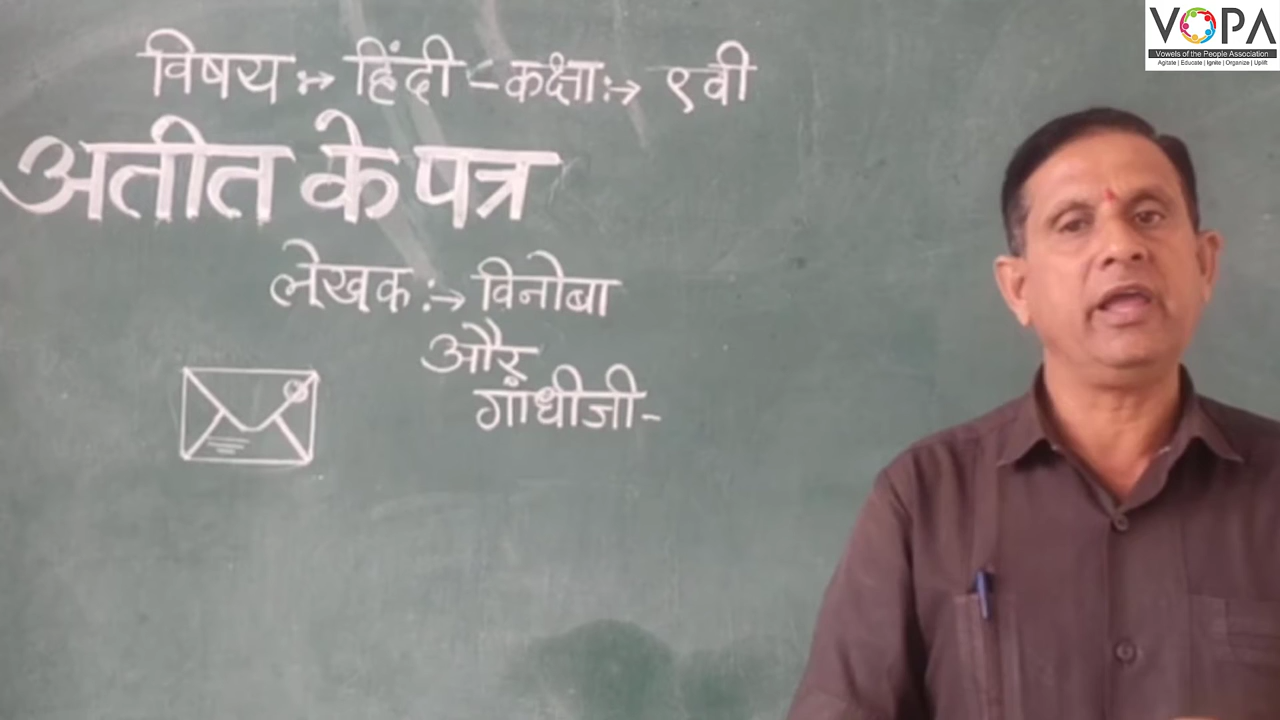 विषय :→ हिंदी - कक्षा :→ ९वी
अतीत के पत्र
लेखक :→ विनोबा
और
गांधीजी -
VOPA
Vowels of the People Association
Agitate | Educate | Ignite | Organize | Uplift